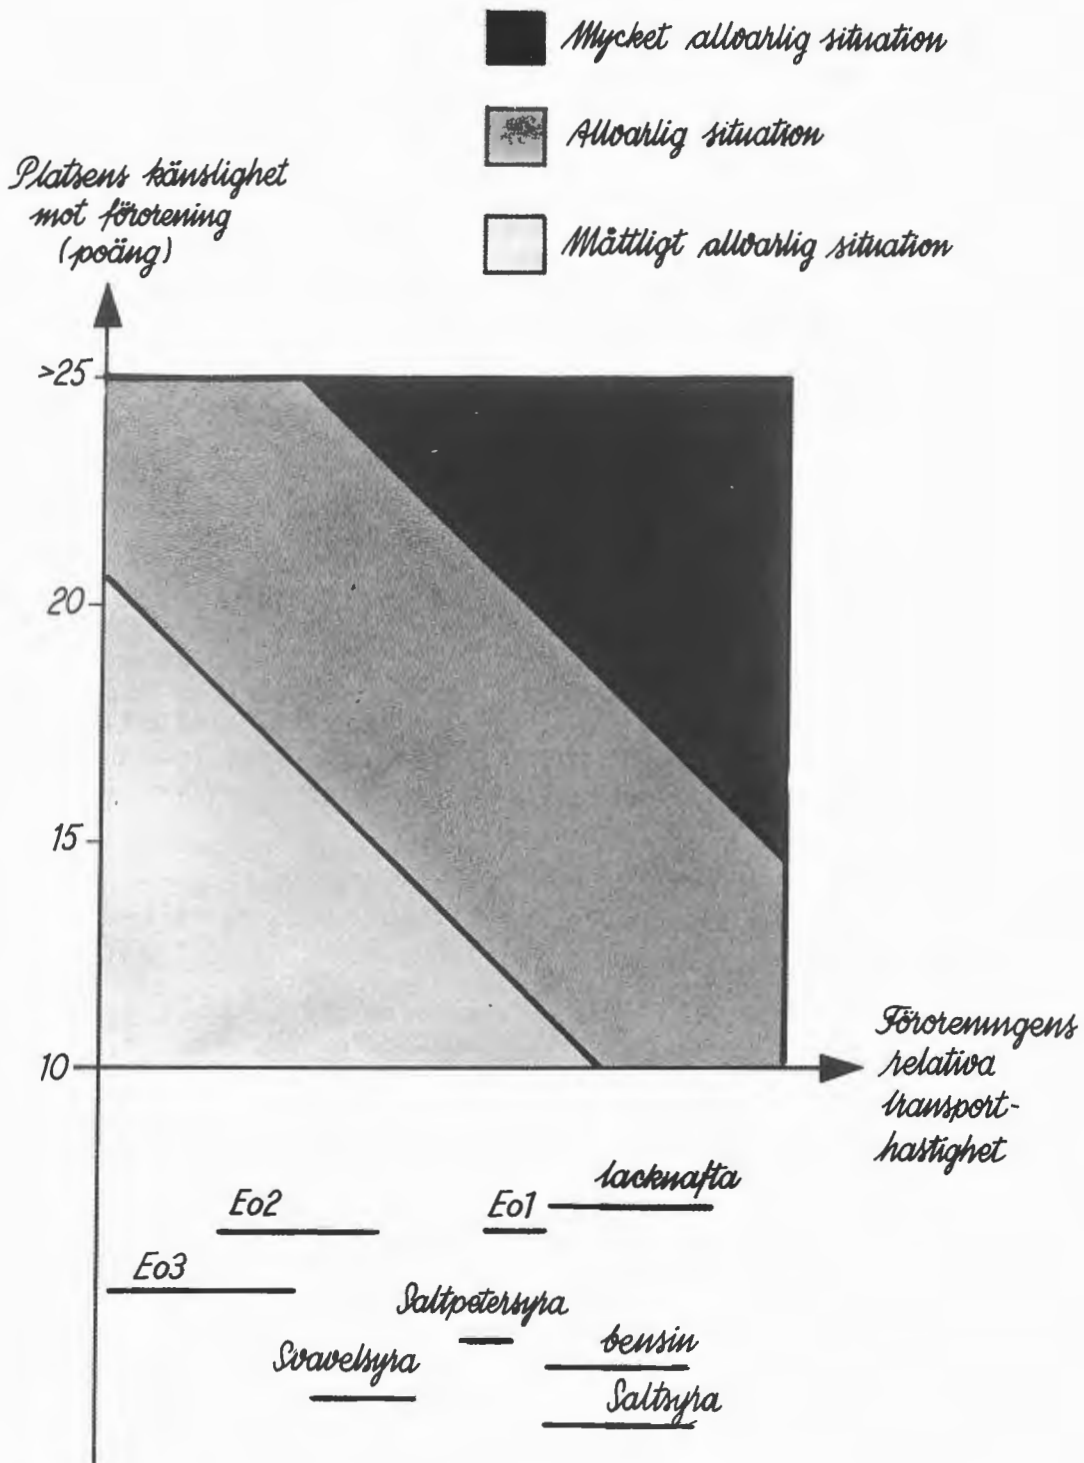 Mycket allvarlig situation
Allvarlig situation
Måttligt allvarlig situation
Platsens känslighet
mot förorening
(poäng)
>25
20
15
10
Föroreningens
relativa
transport-
hastighet
lacknafta
Eo2
Eo1
Eo3
Saltpetersyra
bensin
Svavelsyra
Saltsyra